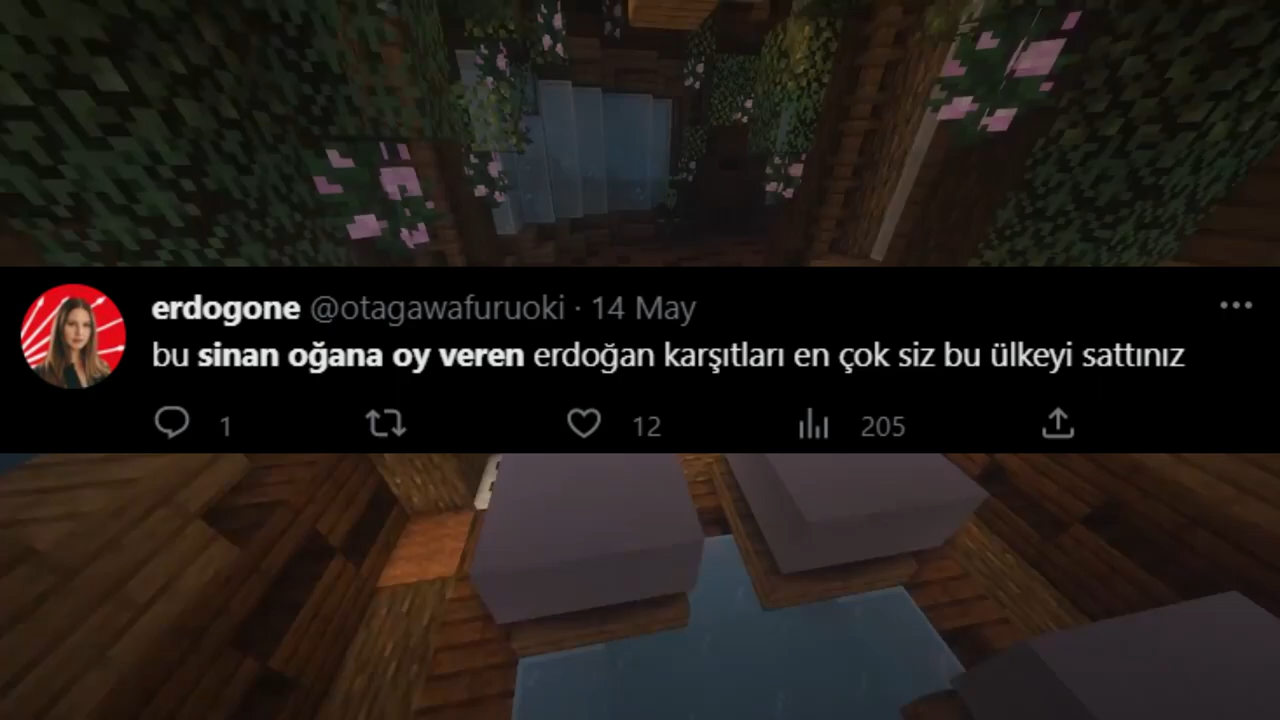 erdogone @otagawafuruoki · 14 May
bu sinan oğana oy veren erdoğan karşıtları en çok siz bu ülkeyi sattınız
1 12 205